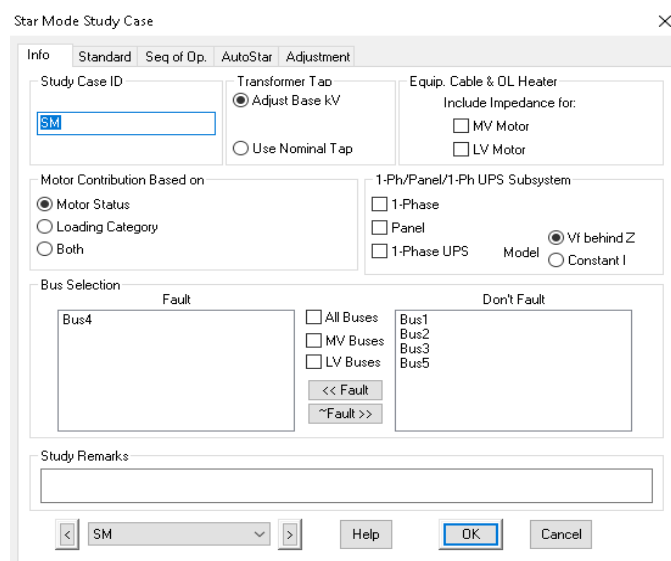 Star Mode Study Case
Info Standard Seq of Op. AutoStar Adjustment
Study Case ID
SM
Transformer Tap
Adjust Base kV
Use Nominal Tap
Equip. Cable & OL Heater
Include Impedance for:
MV Motor
LV Motor
Motor Contribution Based on
Motor Status
Loading Category
Both
1-Ph/Panel/1-Ph UPS Subsystem
1-Phase
Panel
1-Phase UPS
Model
Vf behind Z
Constant I
Bus Selection
Fault
Bus4
All Buses
MV Buses
LV Buses
<< Fault
~Fault >>
Don't Fault
Bus1
Bus2
Bus3
Bus5
Study Remarks
< SM > Help OK Cancel